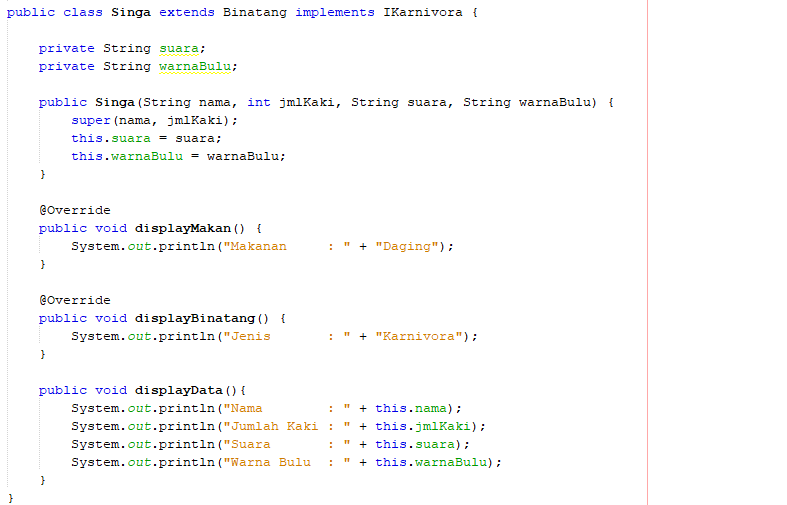 public class Singa extends Binatang implements IKarnivora {
private String suara;
private String warnaBulu;
public Singa(String nama, int jmlKaki, String suara, String warnaBulu) {
super(nama, jmlKaki);
this.suara = suara;
this.warnaBulu = warnaBulu;
}
@Override
public void displayMakan() {
System.out.println("Makanan     : " + "Daging");
}
@Override
public void displayBinatang() {
System.out.println("Jenis       : " + "Karnivora");
}
public void displayData(){
System.out.println("Nama        : " + this.nama);
System.out.println("Jumlah Kaki : " + this.jmlKaki);
System.out.println("Suara       : " + this.suara);
System.out.println("Warna Bulu  : " + this.warnaBulu);
}
}